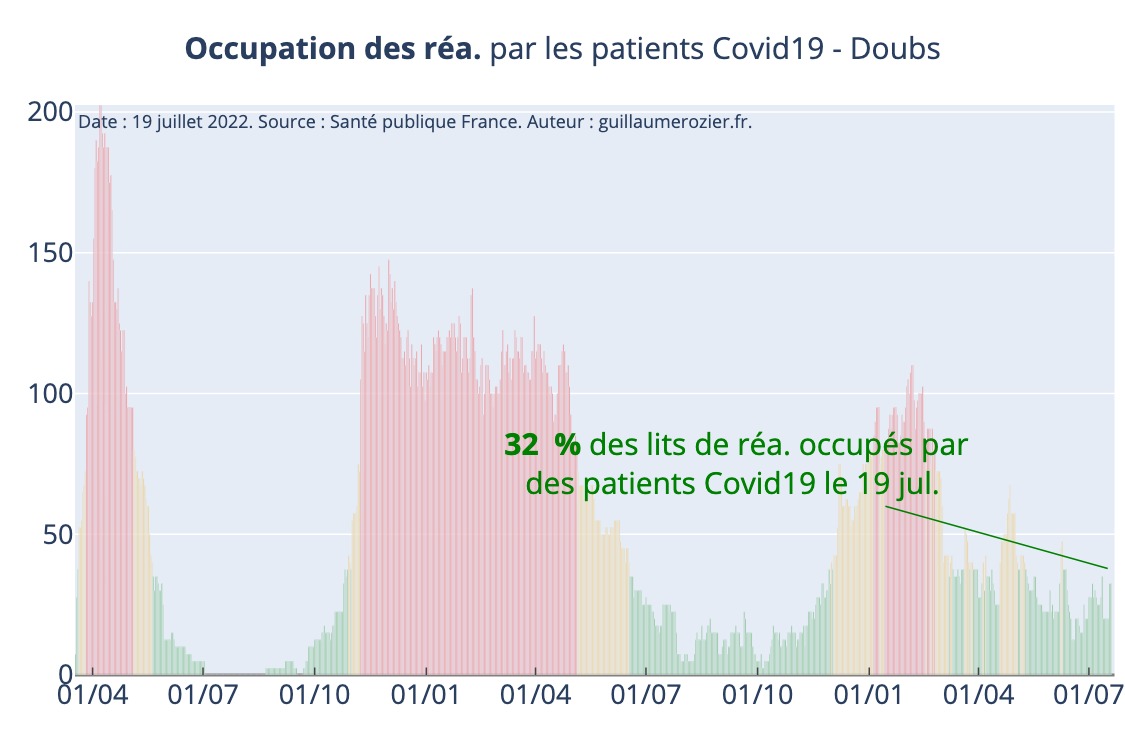 Occupation des réa. par les patients Covid19 - Doubs
200
Date : 19 juillet 2022. Source : Santé publique France. Auteur : guillaumerozier.fr.
150
100
32 % des lits de réa. occupés par
des patients Covid19 le 19 jul.
50
0
01/04 01/07 01/10 01/01 01/04 01/07 01/10 01/01 01/04 01/07